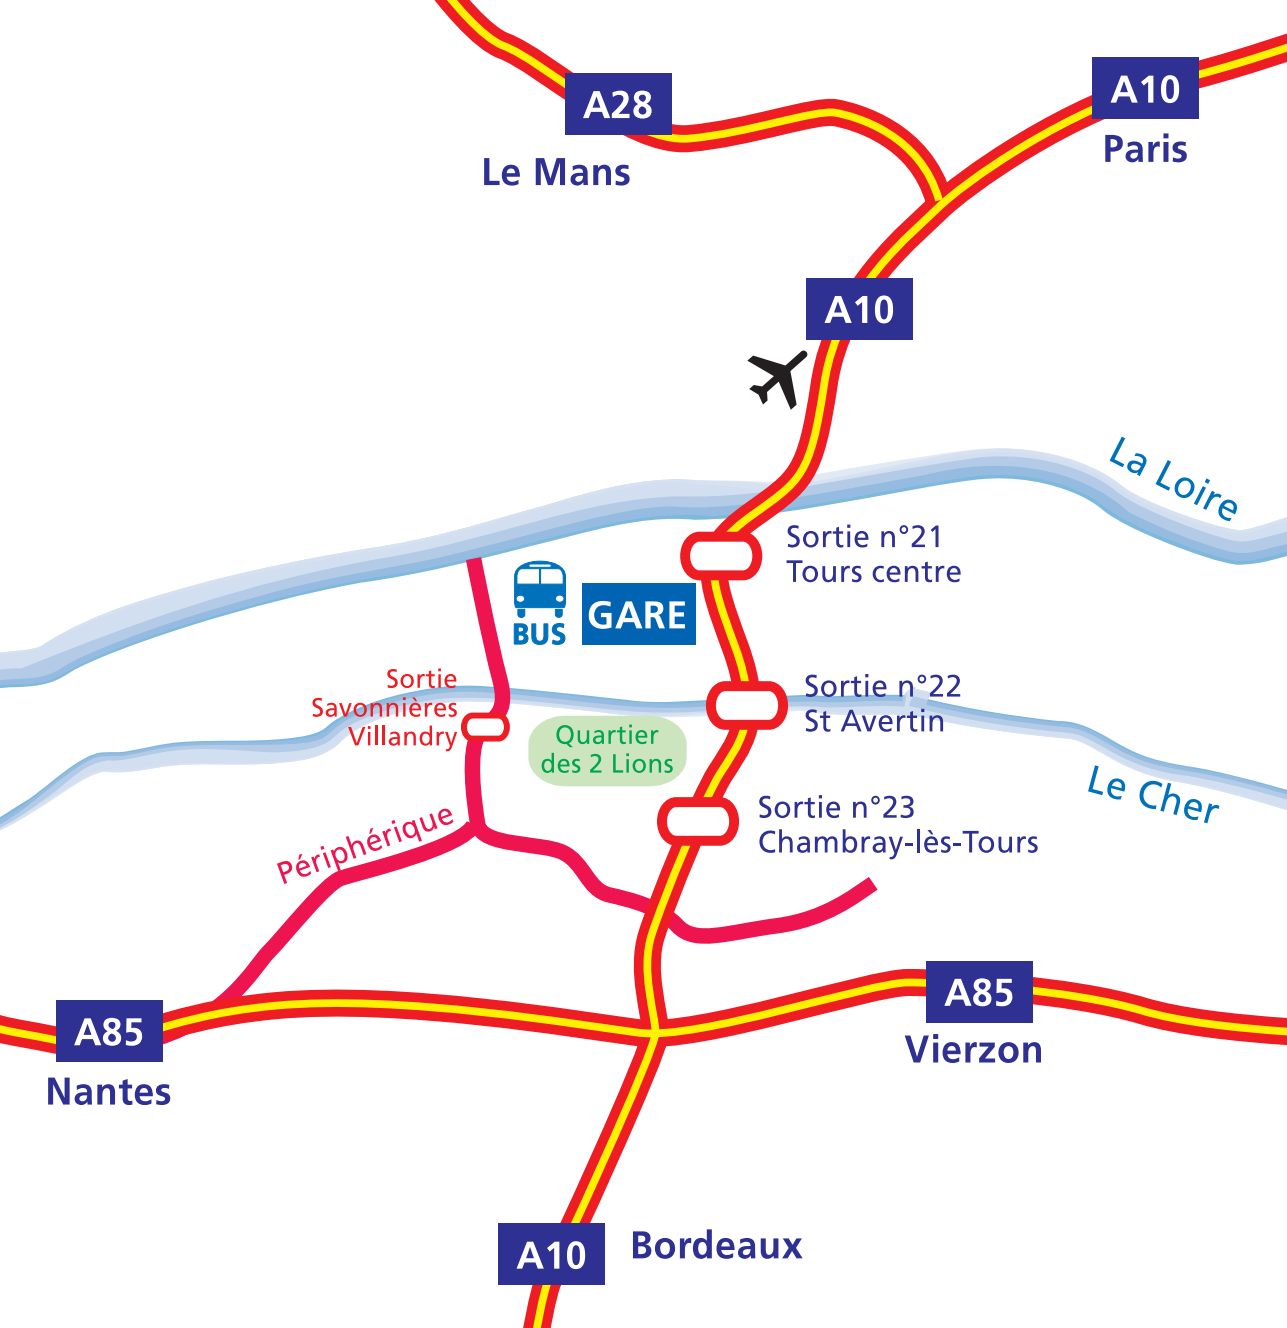 A28
Le Mans
A10
Paris
A10
La Loire
Sortie n°21
Tours centre
BUS
GARE
Sortie
Savonnières
Villandry
Sortie n°22
St Avertin
Quartier
des 2 Lions
Le Cher
Périphérique
Sortie n°23
Chambray-lès-Tours
A85
Nantes
A85
Vierzon
A10
Bordeaux